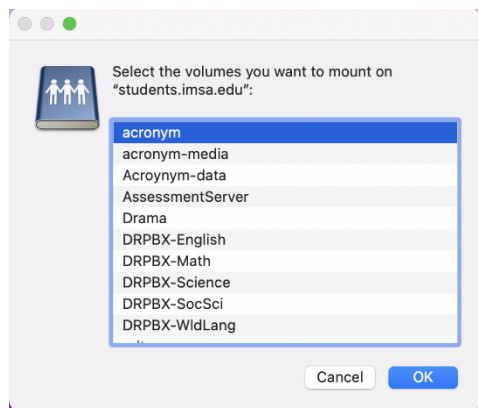 Select the volumes you want to mount on
“students.imsa.edu”:
acronym
acronym-media
Acroynym-data
AssessmentServer
Drama
DRPBX-English
DRPBX-Math
DRPBX-Science
DRPBX-SocSci
DRPBX-WldLang
Cancel
OK